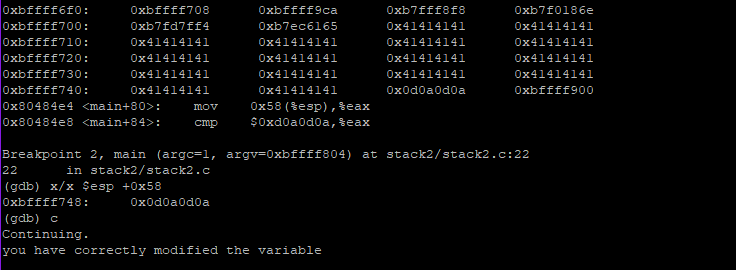 0xbffff6f0: 0xbffff708 0xbffff9ca 0xb7fff8f8 0xb7f0186e
0xbffff700: 0xb7fd7ff4 0xb7ec6165 0x41414141 0x41414141
0xbffff710: 0x41414141 0x41414141 0x41414141 0x41414141
0xbffff720: 0x41414141 0x41414141 0x41414141 0x41414141
0xbffff730: 0x41414141 0x41414141 0x41414141 0x41414141
0xbffff740: 0x41414141 0x41414141 0x0d0a0d0a 0xbffff900
0x80484e4 <main+80>: mov 0x58(%esp),%eax
0x80484e8 <main+84>: cmp $0xd0a0d0a,%eax
Breakpoint 2, main (argc=1, argv=0xbffff804) at stack2/stack2.c:22
22 in stack2/stack2.c
(gdb) x/x $esp +0x58
0xbffff748: 0x0d0a0d0a
(gdb) c
Continuing.
you have correctly modified the variable